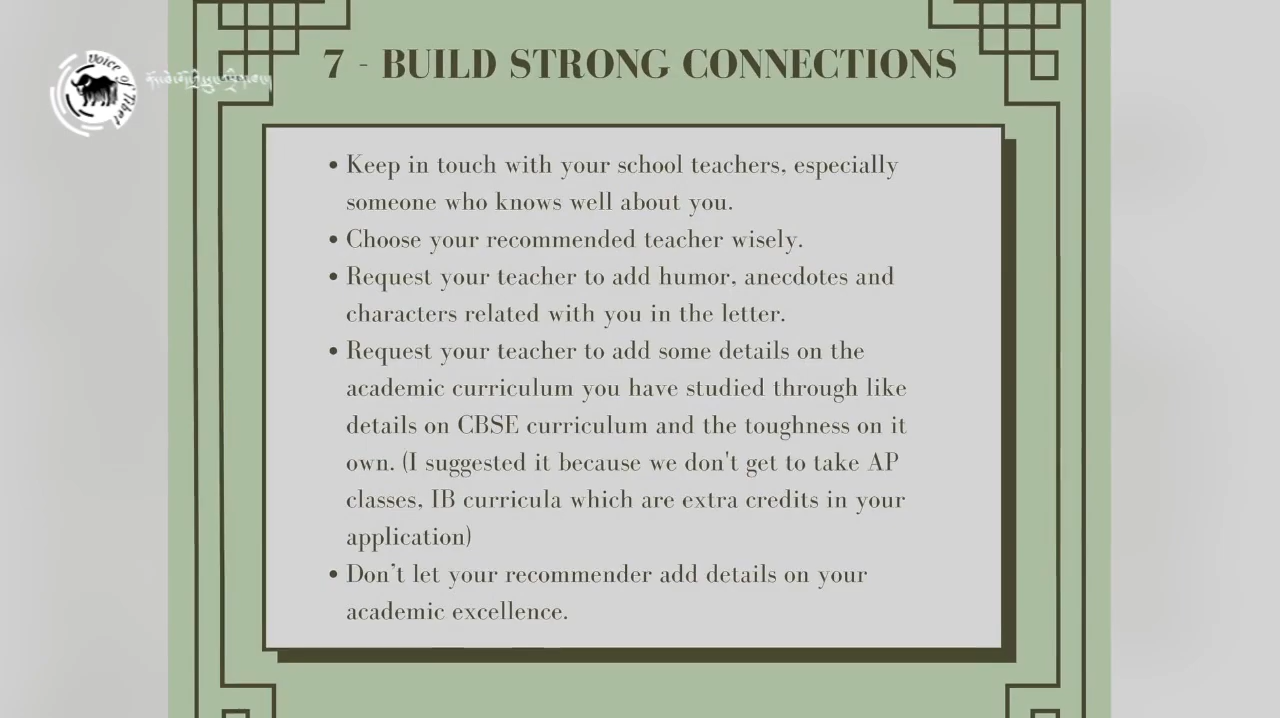 Voice of Tibet
7 - BUILD STRONG CONNECTIONS
• Keep in touch with your school teachers, especially
someone who knows well about you.
• Choose your recommended teacher wisely.
• Request your teacher to add humor, anecdotes and
characters related with you in the letter.
• Request your teacher to add some details on the
academic curriculum you have studied through like
details on CBSE curriculum and the toughness on it
own. (I suggested it because we don't get to take AP
classes, IB curricula which are extra credits in your
application)
• Don’t let your recommender add details on your
academic excellence.